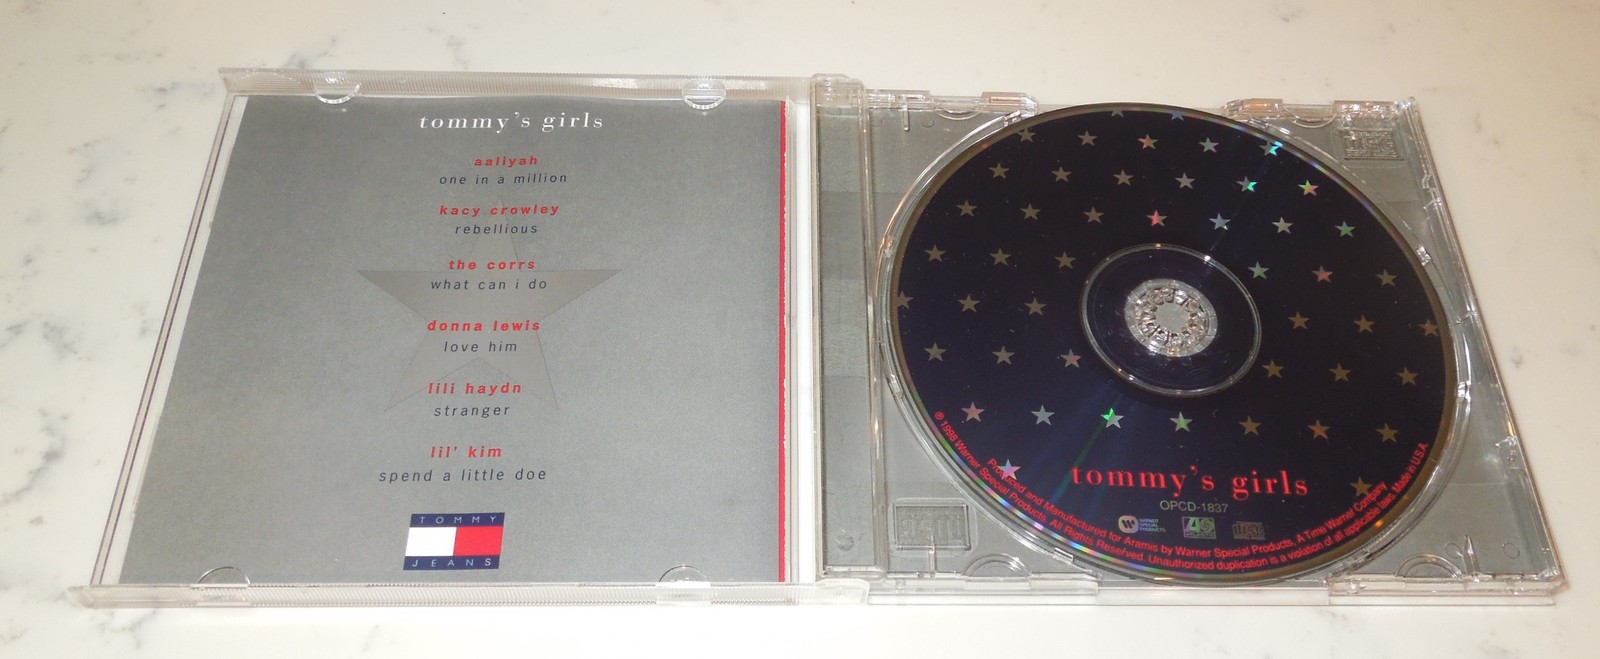 tommy's girls
aaliyah
one in a million
kacy crowley
rebellious
the corrs
what can i do
donna lewis
love him
lili haydn
stranger
lil' kim
spend a little doe
TOMMY
JEANS
tommy's girls
OPCD-1837
WARNER
SPECIAL
PRODUCTS
℗ 1998 Warner Special Products. All Rights Reserved. Unauthorized duplication is a violation of all applicable laws. Made in U.S.A.
Produced and Manufactured for Aramis by Warner Special Products, A Time Warner Company